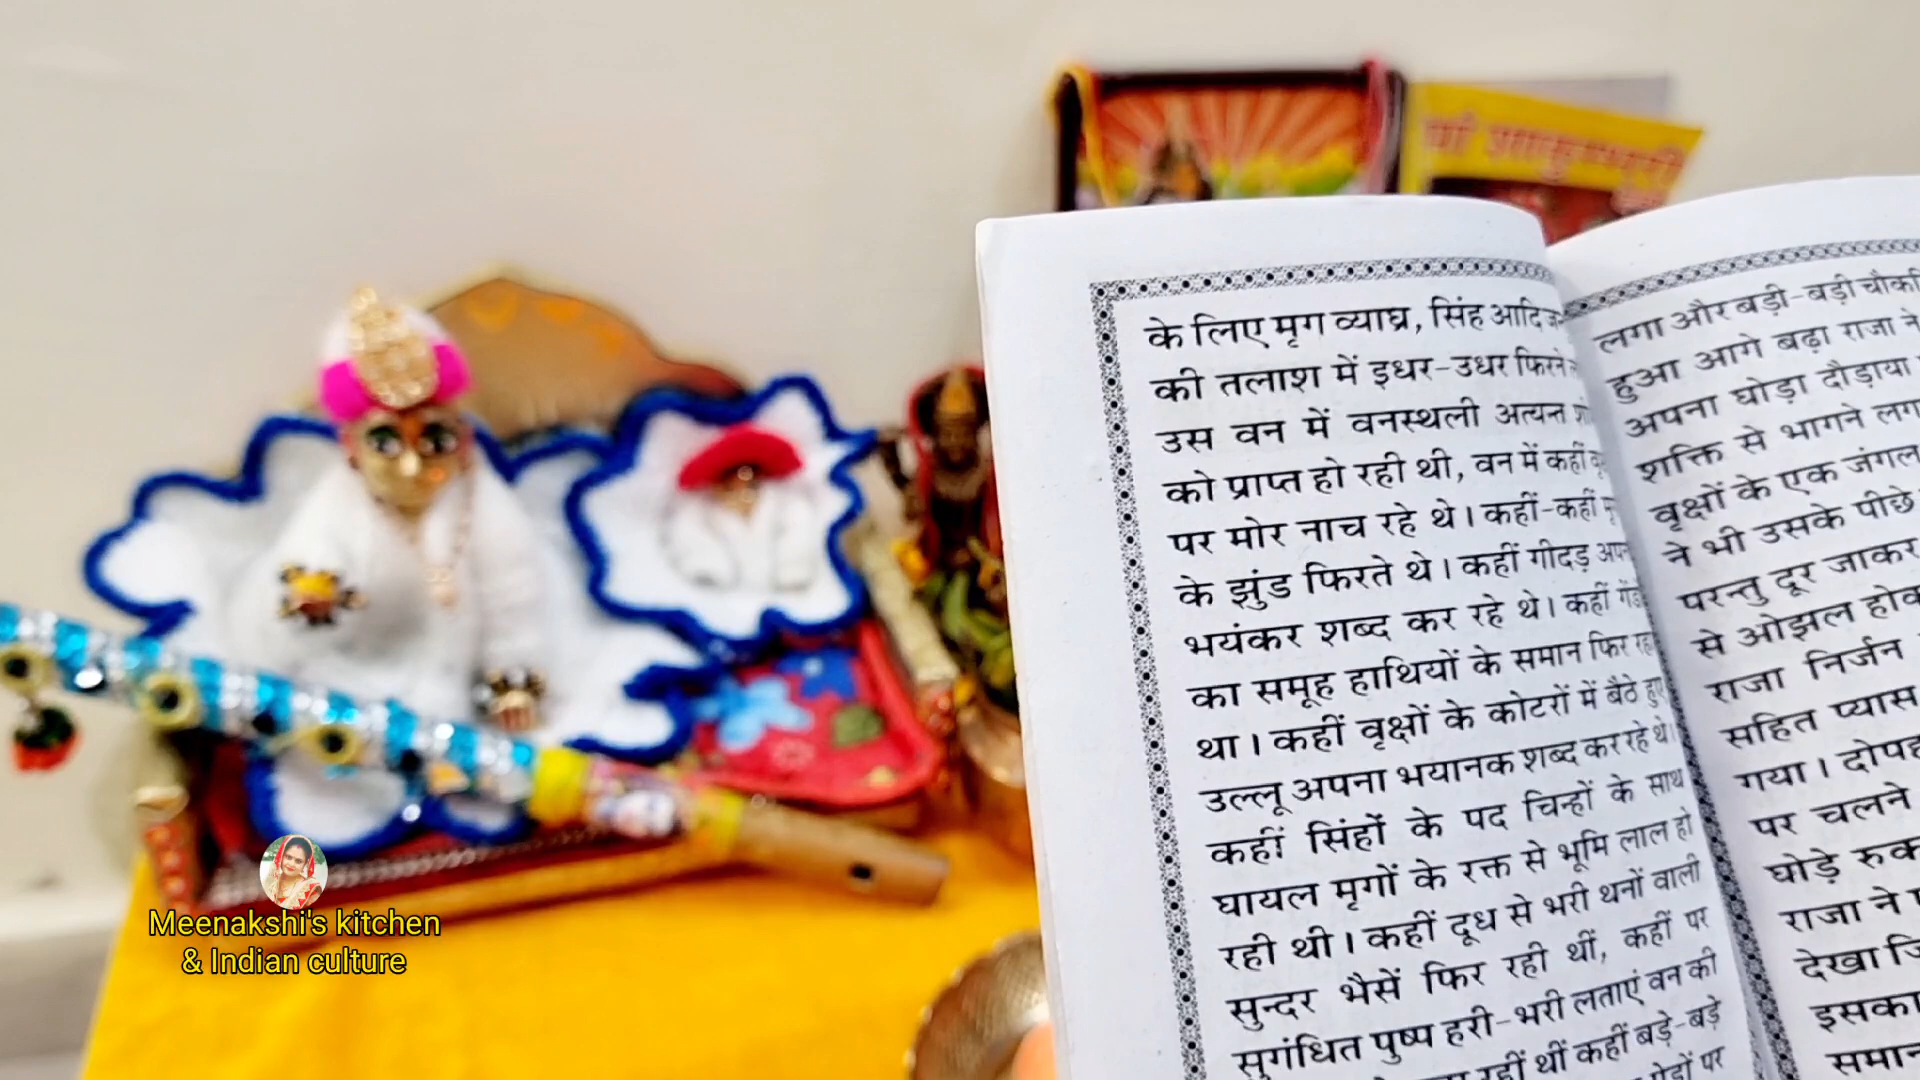 के लिए मृग व्याघ्र, सिंह आदि
की तलाश में इधर-उधर फिरने
उस वन में वनस्थली अत्यन्त
को प्राप्त हो रही थी, वन में कहीं
पर मोर नाच रहे थे। कहीं-कहीं
के झुंड फिरते थे। कहीं गीदड़
भयंकर शब्द कर रहे थे। कहीं
का समूह हाथियों के समान फिर
था। कहीं वृक्षों के कोटरों में बैठे हुए
उल्लू अपना भयानक शब्द कर रहे थे।
कहीं सिंहों के पद चिन्हों के साथ
घायल मृगों के रक्त से भूमि लाल हो
रही थी। कहीं दूध से भरी थनों वाली
सुन्दर भैसें फिर रही थीं, कहीं पर
सुगंधित पुष्प हरी-भरी लताएं वन की
थीं कहीं बड़े-बड़े
पर
लगा और बड़ी-बड़ी
हुआ आगे बढ़ा राजा ने
अपना घोड़ा दौड़ाया
शक्ति से भागने
वृक्षों के एक जंगल
ने भी उसके पीछे
परन्तु दूर जाकर
से ओझल
राजा निर्जन
सहित प्यास
गया।
पर चलने
घोड़े
राजा ने
देखा
इसका
Meenakshi's kitchen
& Indian culture